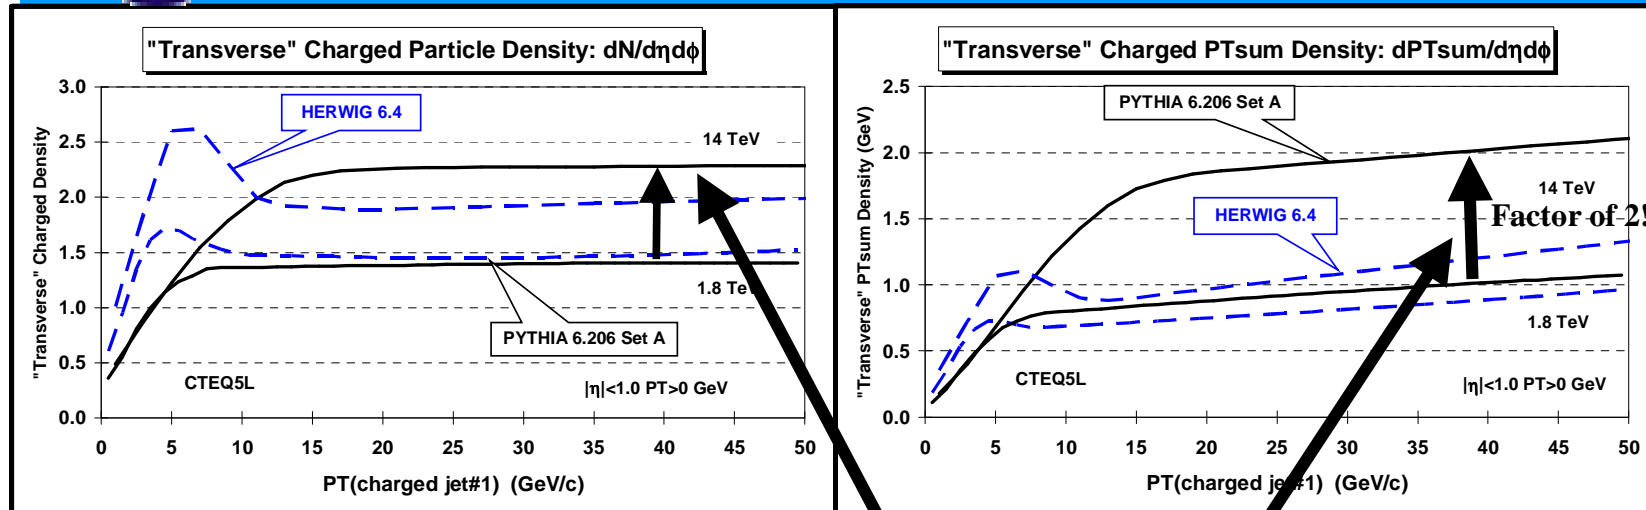 "Transverse" Charged Particle Density: dN/dηdφ
3.0
2.5
2.0
1.5
1.0
0.5
0.0
"Transverse" Charged Density
HERWIG 6.4
14 TeV
1.8 TeV
PYTHIA 6.206 Set A
CTEQ5L
|η|<1.0 PT>0 GeV
0 5 10 15 20 25 30 35 40 45 50
PT(charged jet#1) (GeV/c)
"Transverse" Charged PTsum Density: dPTsum/dηdφ
2.5
2.0
1.5
1.0
0.5
0.0
"Transverse" PTsum Density (GeV)
PYTHIA 6.206 Set A
14 TeV
HERWIG 6.4
Factor of 2!
1.8 TeV
CTEQ5L
|η|<1.0 PT>0 GeV
0 5 10 15 20 25 30 35 40 45 50
PT(charged jet#1) (GeV/c)